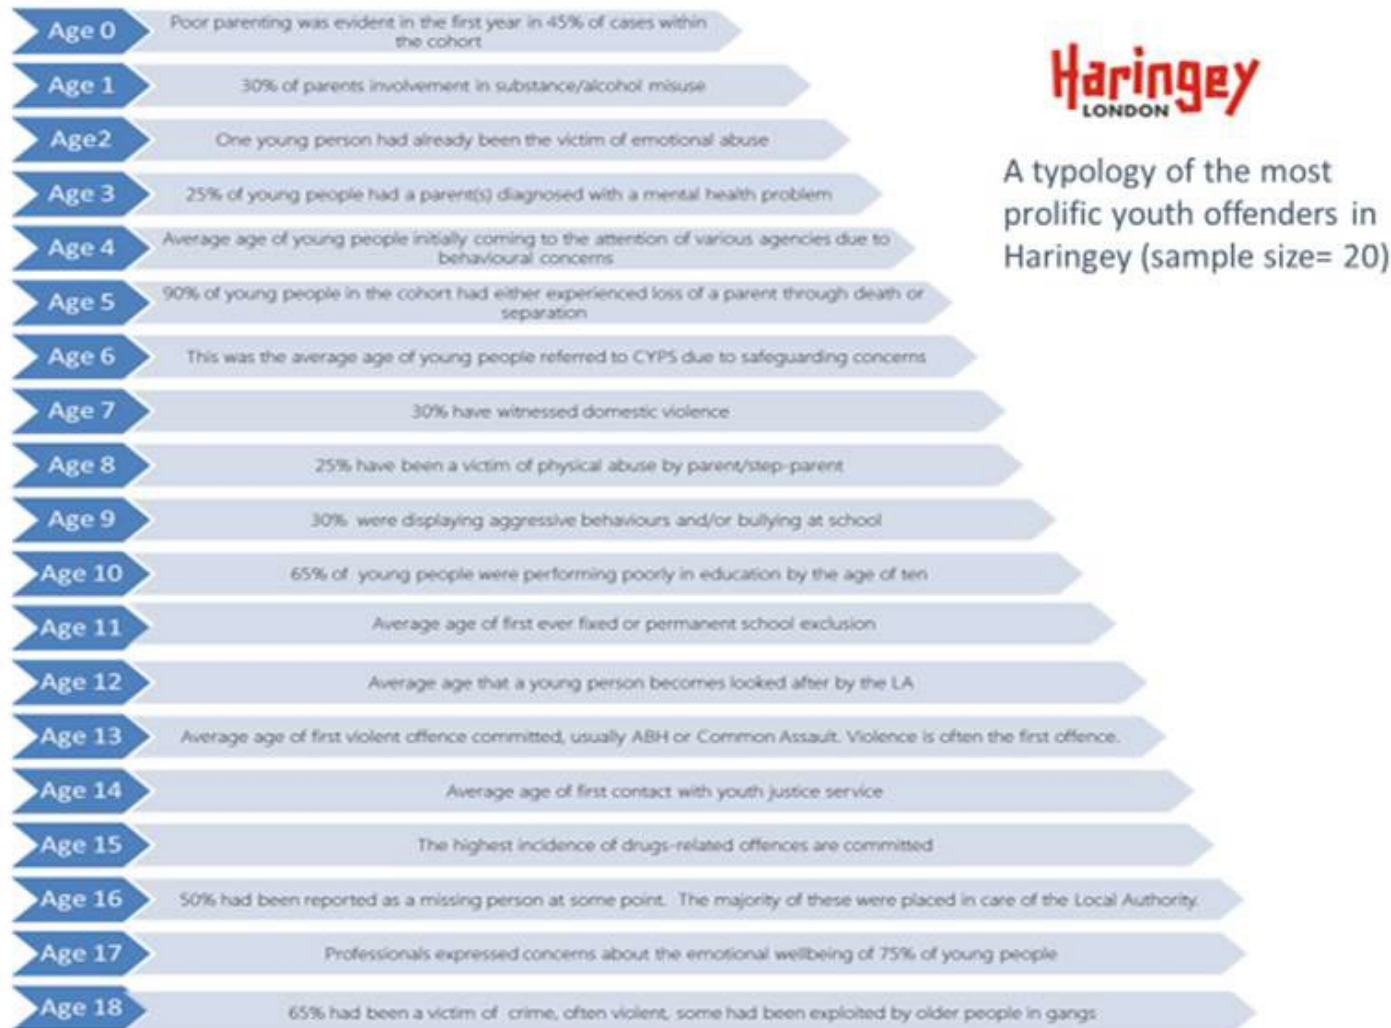 Age 0
Poor parenting was evident in the first year in 45% of cases within
the cohort
Age 1
30% of parents involvement in substance/alcohol misuse
Age2
One young person had already been the victim of emotional abuse
Age 3
25% of young people had a parent(s) diagnosed with a mental health problem
Age 4
Average age of young people initially coming to the attention of various agencies due to
behavioural concerns
Age 5
90% of young people in the cohort had either experienced loss of a parent through death or
separation
Age 6
This was the average age of young people referred to CYPS due to safeguarding concerns
Age 7
30% have witnessed domestic violence
Age 8
25% have been a victim of physical abuse by parent/step-parent
Age 9
30% were displaying aggressive behaviours and/or bullying at school
Age 10
65% of young people were performing poorly in education by the age of ten
Age 11
Average age of first ever fixed or permanent school exclusion
Age 12
Average age that a young person becomes looked after by the LA
Age 13
Average age of first violent offence committed, usually ABH or Common Assault. Violence is often the first offence.
Age 14
Average age of first contact with youth justice service
Age 15
The highest incidence of drugs-related offences are committed
Age 16
50% had been reported as a missing person at some point. The majority of these were placed in care of the Local Authority.
Age 17
Professionals expressed concerns about the emotional wellbeing of 75% of young people
Age 18
65% had been a victim of crime, often violent, some had been exploited by older people in gangs
Haringey
LONDON
A typology of the most
prolific youth offenders in
Haringey (sample size= 20)